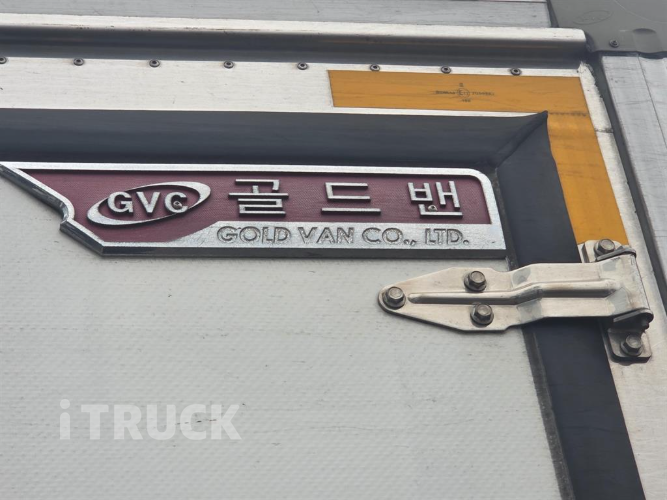 GVC 골드밴
GOLD VAN CO., LTD.
iTRUCK